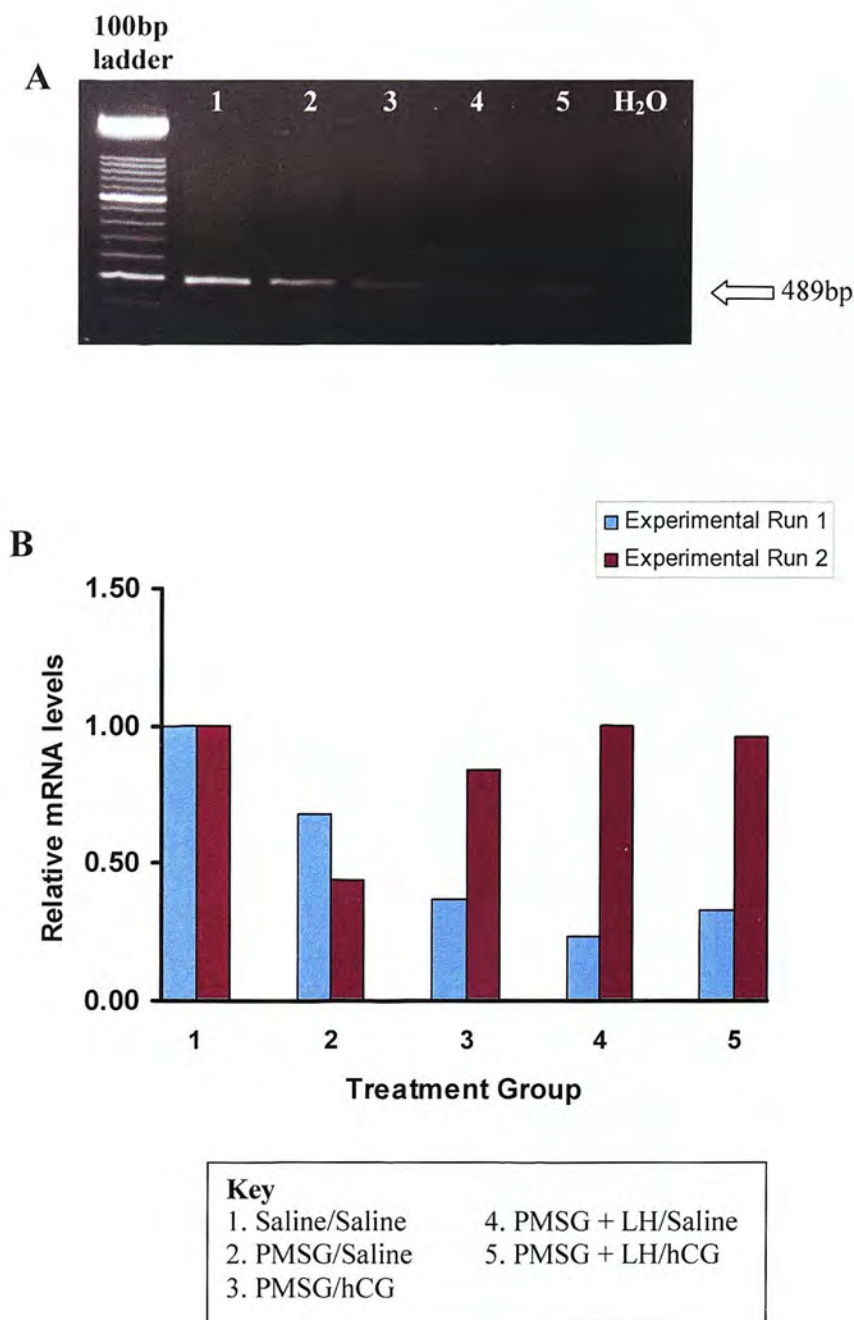 100bp
ladder
A
1 2 3 4 5 H₂O
489bp
B
Experimental Run 1
Experimental Run 2
1.50
1.00
0.50
0.00
Relative mRNA levels
1 2 3 4 5
Treatment Group
Key
1. Saline/Saline 4. PMSG + LH/Saline
2. PMSG/Saline 5. PMSG + LH/hCG
3. PMSG/hCG